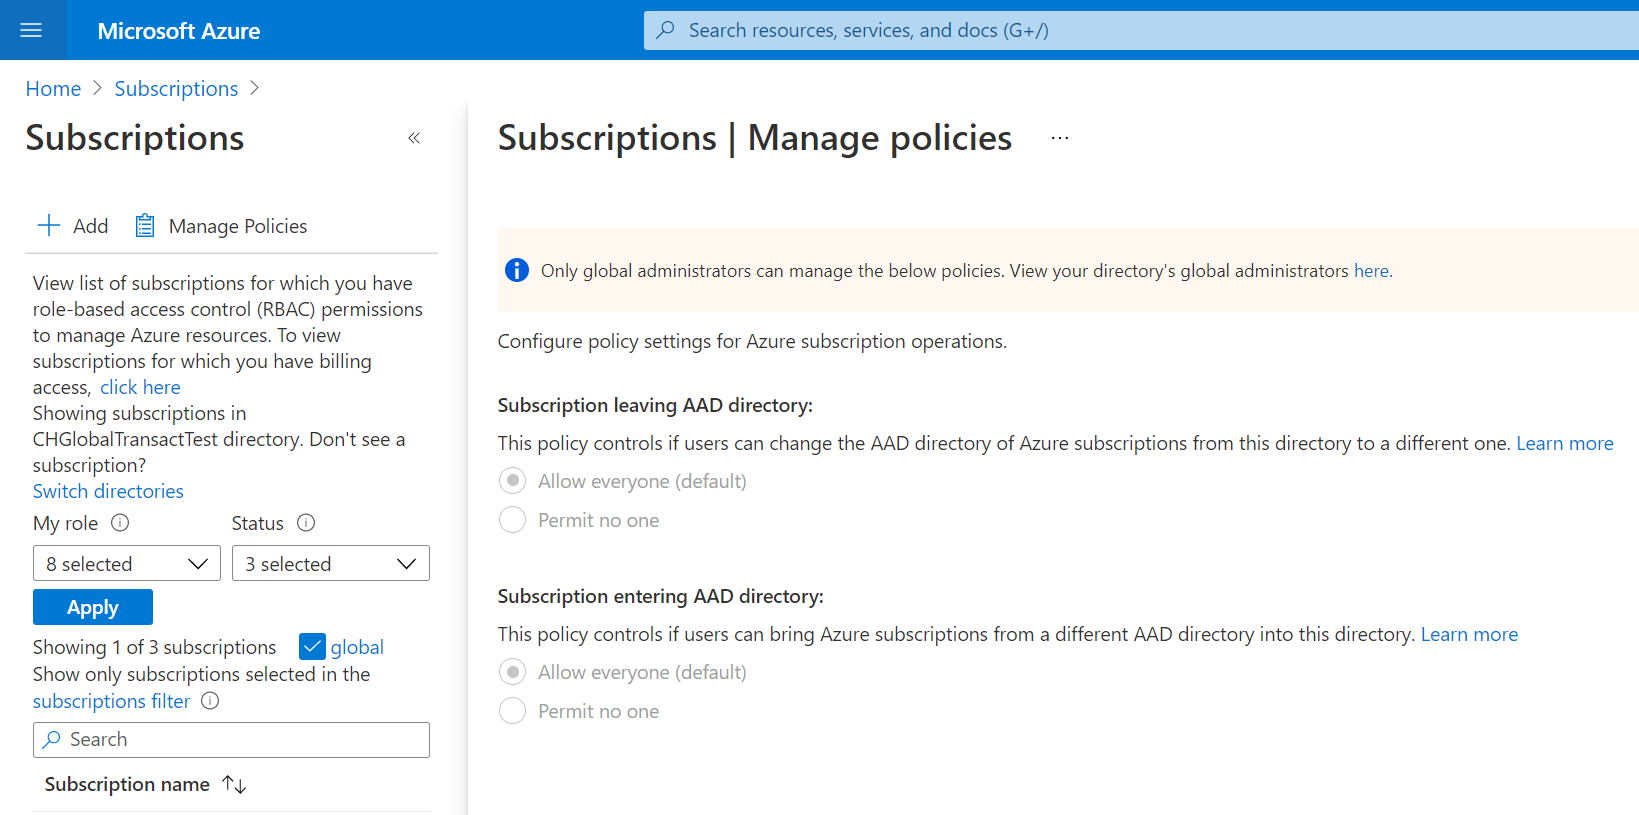 Microsoft Azure
Search resources, services, and docs (G+/)
Home > Subscriptions >
Subscriptions «
Add Manage Policies
View list of subscriptions for which you have
role-based access control (RBAC) permissions
to manage Azure resources. To view
subscriptions for which you have billing
access, click here
Showing subscriptions in
CHGlobalTransactTest directory. Don't see a
subscription?
Switch directories
My role Status
8 selected 3 selected
Apply
Showing 1 of 3 subscriptions global
Show only subscriptions selected in the
subscriptions filter
Search
Subscription name ↑↓
Subscriptions | Manage policies ...
Only global administrators can manage the below policies. View your directory's global administrators here.
Configure policy settings for Azure subscription operations.
Subscription leaving AAD directory:
This policy controls if users can change the AAD directory of Azure subscriptions from this directory to a different one. Learn more
Allow everyone (default)
Permit no one
Subscription entering AAD directory:
This policy controls if users can bring Azure subscriptions from a different AAD directory into this directory. Learn more
Allow everyone (default)
Permit no one